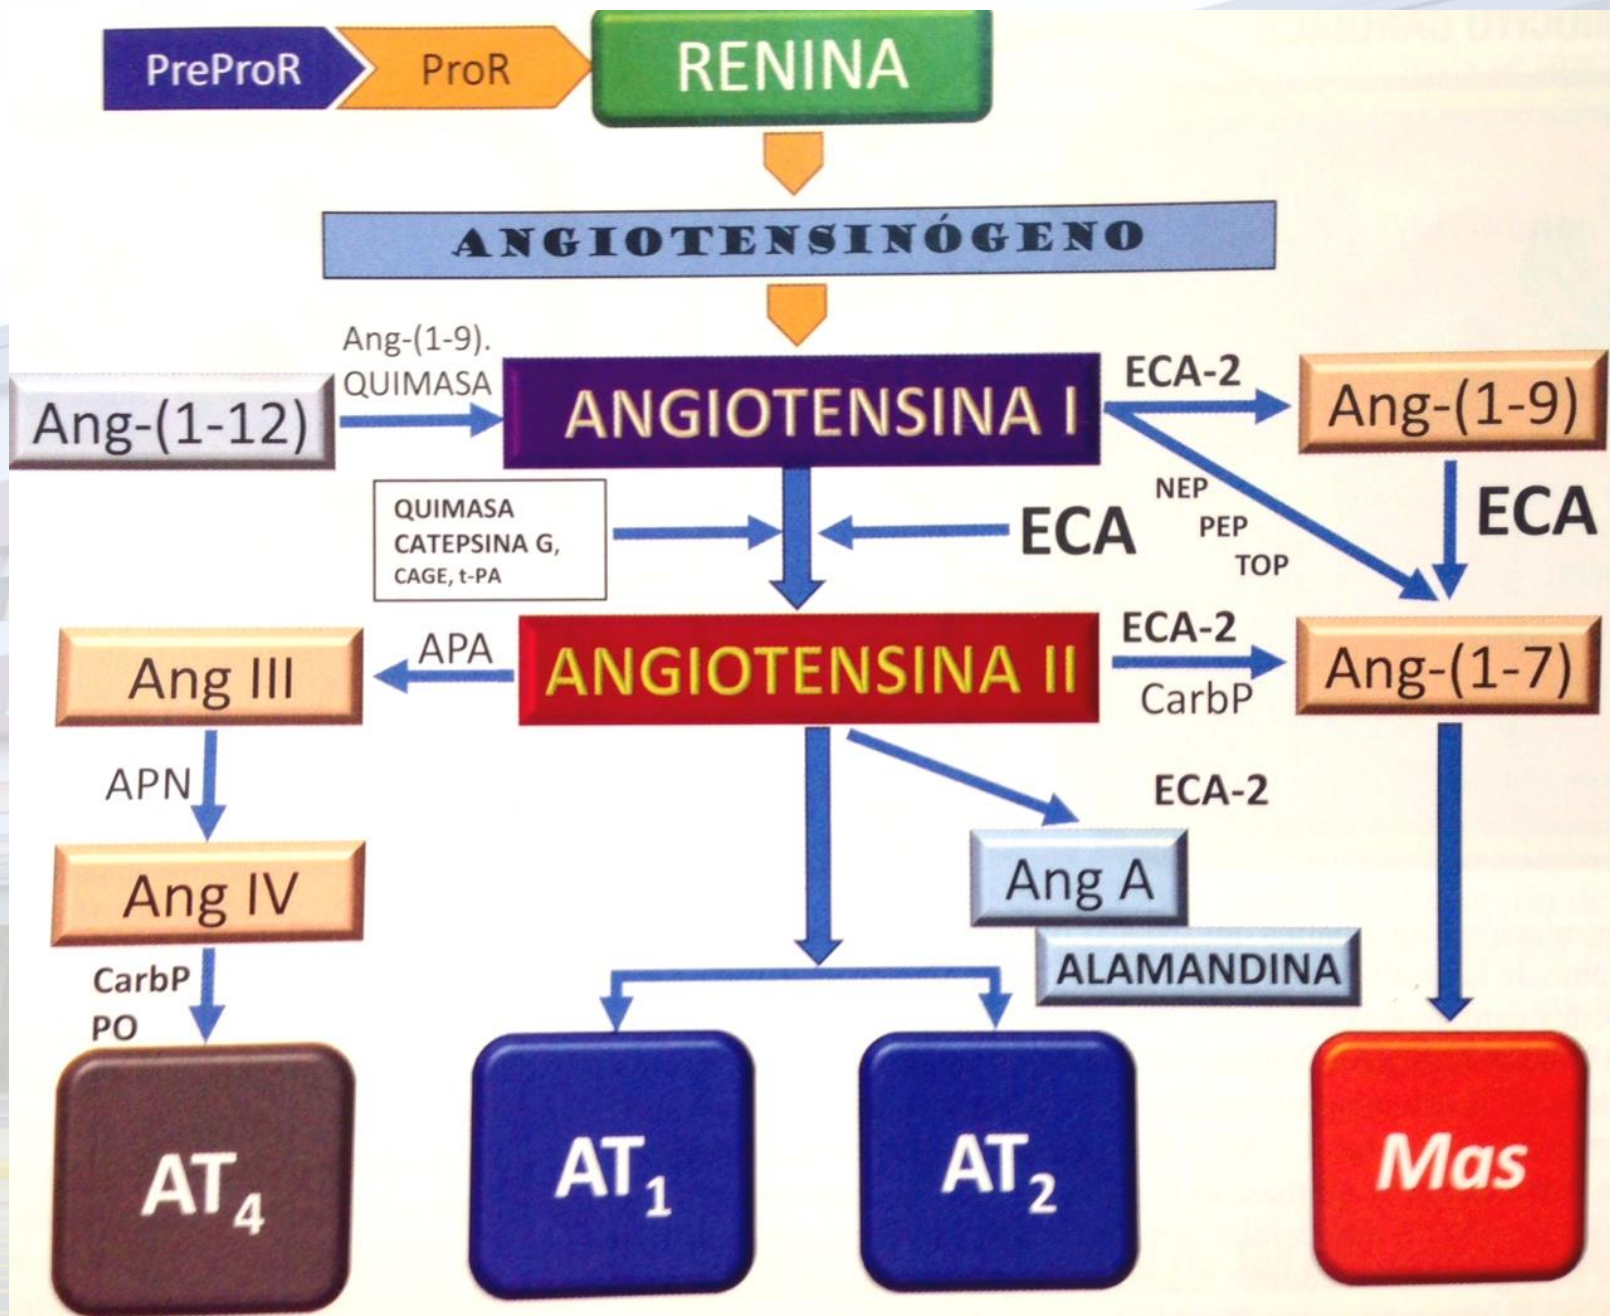 PreProR
ProR
RENINA
ANGIOTENSINÓGENO
Ang-(1-9).
QUIMASA
Ang-(1-12)
ANGIOTENSINA I
ECA-2
Ang-(1-9)
QUIMASA
CATEPSINA G,
CAGE, t-PA
ECA
NEP
PEP
TOP
ECA
Ang III
APA
ANGIOTENSINA II
ECA-2
CarbP
Ang-(1-7)
APN
ECA-2
Ang IV
Ang A
ALAMANDINA
CarbP
PO
AT4
AT1
AT2
Mas